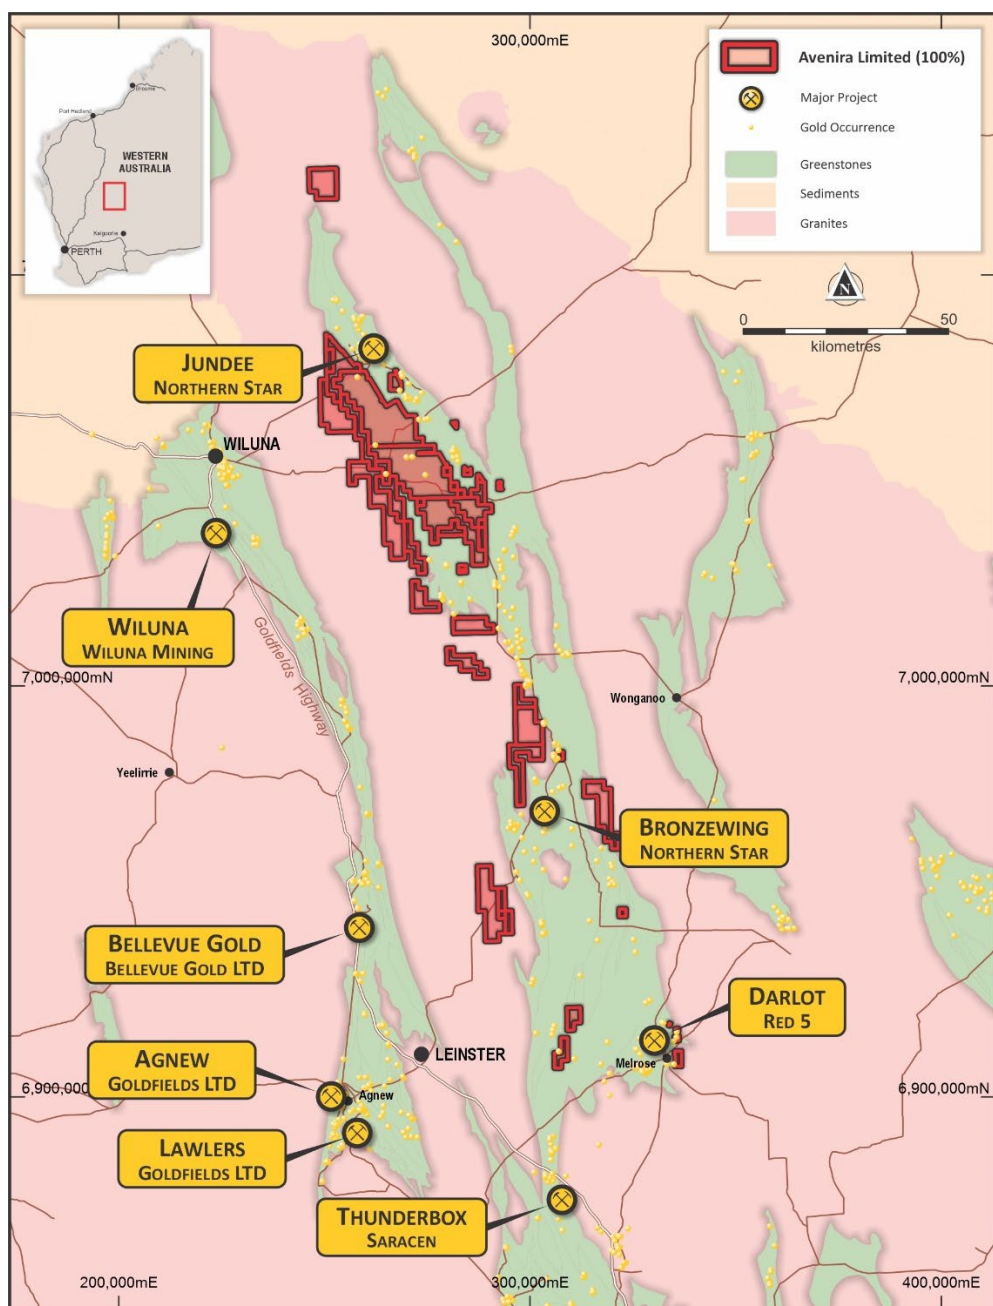 300,000mE
Broome
Port Hedland
WESTERN
AUSTRALIA
Kalgoorlie
PERTH
Avenira Limited (100%)
Major Project
Gold Occurrence
Greenstones
Sediments
Granites
N
0
50
kilometres
JUNDEE
NORTHERN STAR
WILUNA
WILUNA
WILUNA MINING
Goldfields Highway
7,000,000mN
7,000,000mN
Wonganoo
Yeelirrie
BRONZEWING
NORTHERN STAR
BELLEVUE GOLD
BELLEVUE GOLD LTD
DARLOT
RED 5
Melrose
LEINSTER
AGNEW
GOLDFIELDS LTD
Agnew
6,900,000m
6,900,000mN
LAWLERS
GOLDFIELDS LTD
THUNDERBOX
SARACEN
200,000mE
300,000mE
400,000mE